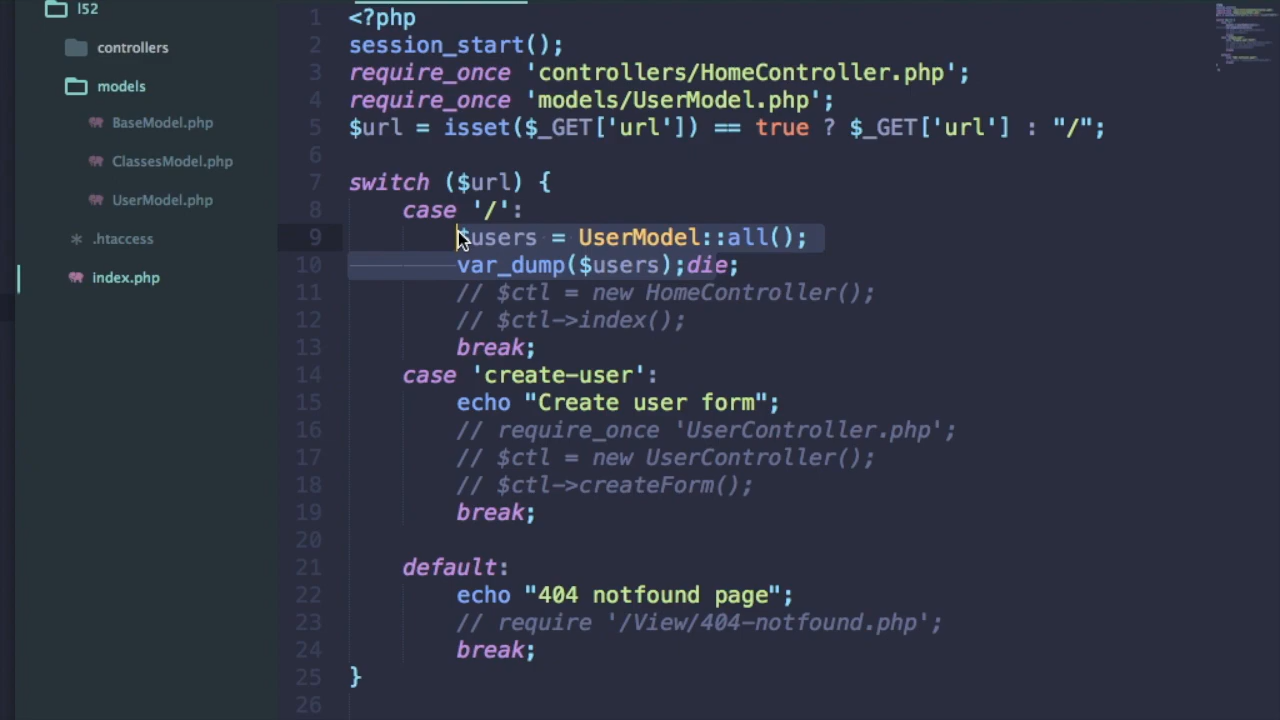 l52
controllers
models
BaseModel.php
ClassesModel.php
UserModel.php
.htaccess
index.php
1 <?php
2 session_start();
3 require_once 'controllers/HomeController.php';
4 require_once 'models/UserModel.php';
5 $url = isset($_GET['url']) == true ? $_GET['url'] : "/";
6
7 switch ($url) {
8 case '/':
9 $users = UserModel::all();
10 var_dump($users);die;
11 // $ctl = new HomeController();
12 // $ctl->index();
13 break;
14 case 'create-user':
15 echo "Create user form";
16 // require_once 'UserController.php';
17 // $ctl = new UserController();
18 // $ctl->createForm();
19 break;
20
21 default:
22 echo "404 notfound page";
23 // require '/View/404-notfound.php';
24 break;
25 }
26